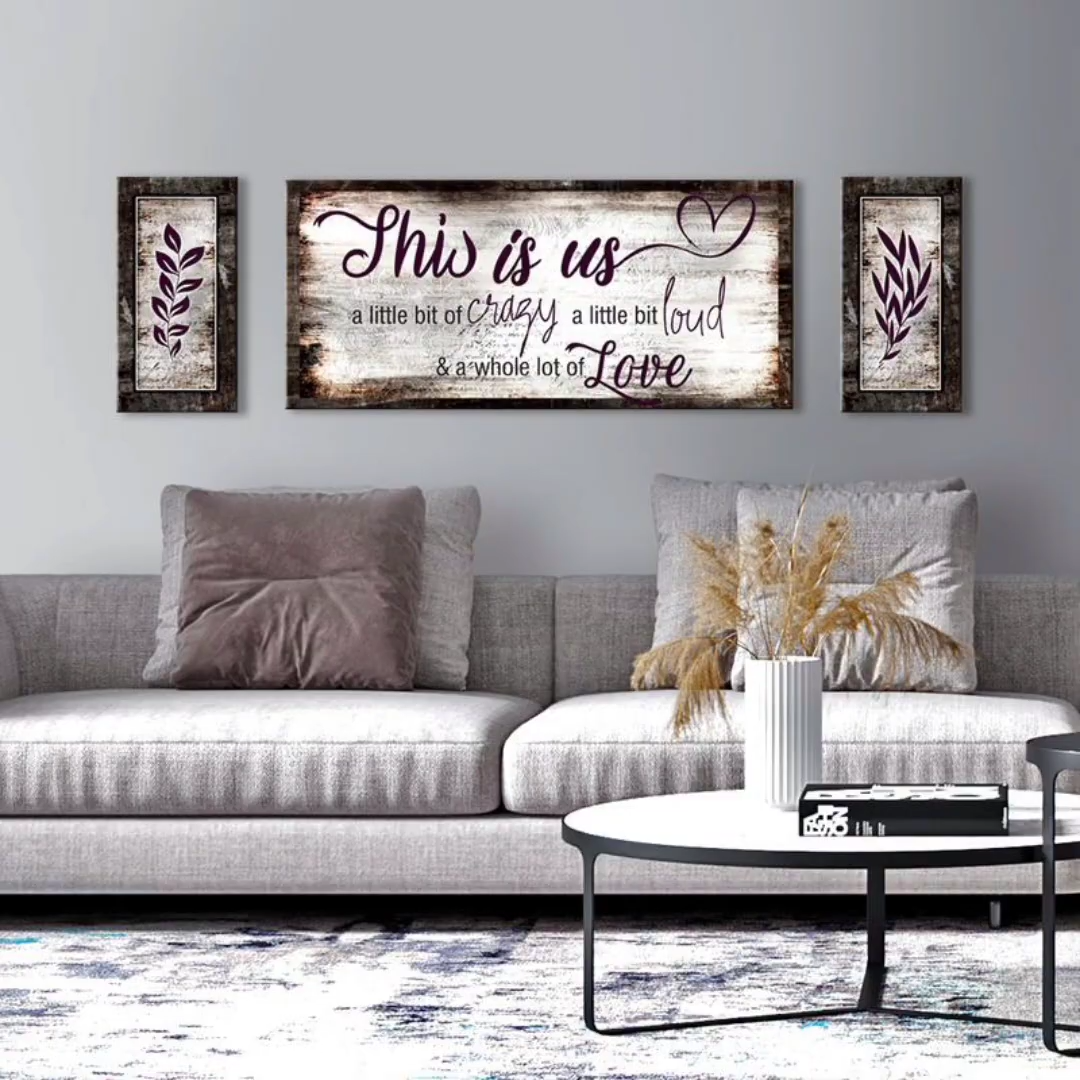 This is us
a little bit of crazy a little bit loud
& a whole lot of Love